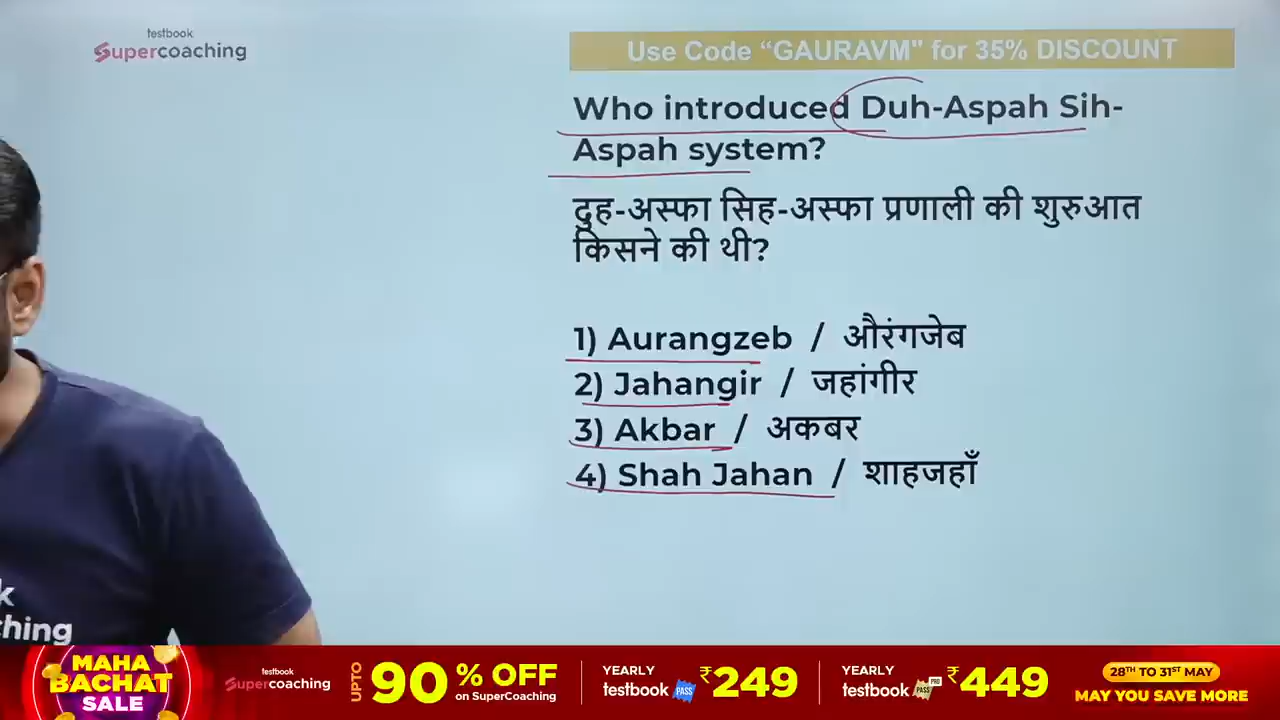 testbook
Supercoaching
Use Code “GAURAVM" for 35% DISCOUNT
Who introduced Duh-Aspah Sih-
Aspah system?
दुह-अस्फा सिह-अस्फा प्रणाली की शुरुआत
किसने की थी?
1) Aurangzeb / औरंगजेब
2) Jahangir / जहांगीर
3) Akbar / अकबर
4) Shah Jahan / शाहजहाँ
k
ching
MAHA
BACHAT
SALE
testbook
Supercoaching
UPTO 90 % OFF
on SuperCoaching
YEARLY
testbook PASS ₹249
YEARLY
testbook PASS PRO ₹449
28TH TO 31ST MAY
MAY YOU SAVE MORE